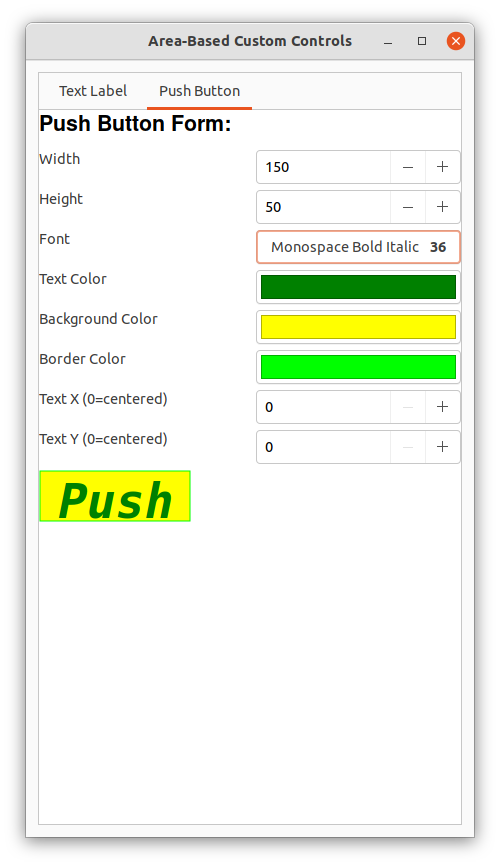 Area-Based Custom Controls
Text Label Push Button
Push Button Form:
Width 150
Height 50
Font Monospace Bold Italic 36
Text Color
Background Color
Border Color
Text X (0=centered) 0
Text Y (0=centered) 0
Push